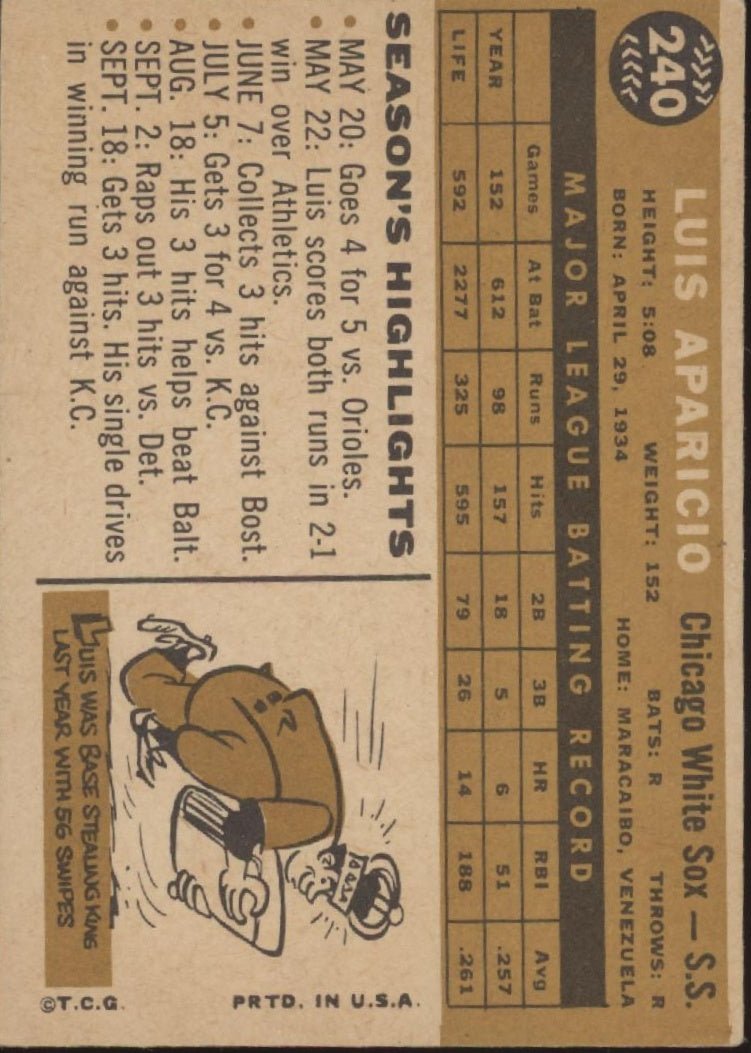 240
LUIS APARICIO Chicago White Sox — S.S.
HEIGHT: 5:08 WEIGHT: 152 BATS: R THROWS: R
BORN: APRIL 29, 1934 HOME: MARACAIBO, VENEZUELA
MAJOR LEAGUE BATTING RECORD
Games At Bat Runs Hits 2B 3B HR RBI Avg
YEAR 152 612 98 157 18 5 6 51 .257
LIFE 592 2277 325 595 79 26 14 188 .261
SEASON'S HIGHLIGHTS
• MAY 20: Goes 4 for 5 vs. Orioles.
• MAY 22: Luis scores both runs in 2-1
win over Athletics.
• JUNE 7: Collects 3 hits against Bost.
• JULY 5: Gets 3 for 4 vs. K.C.
• AUG. 18: His 3 hits helps beat Balt.
• SEPT. 2: Raps out 3 hits vs. Det.
• SEPT. 18: Gets 3 hits. His single drives
in winning run against K.C.
LUIS WAS BASE STEALING KING
LAST YEAR WITH 56 SWIPES
PRTD. IN U.S.A.
©T.C.G.